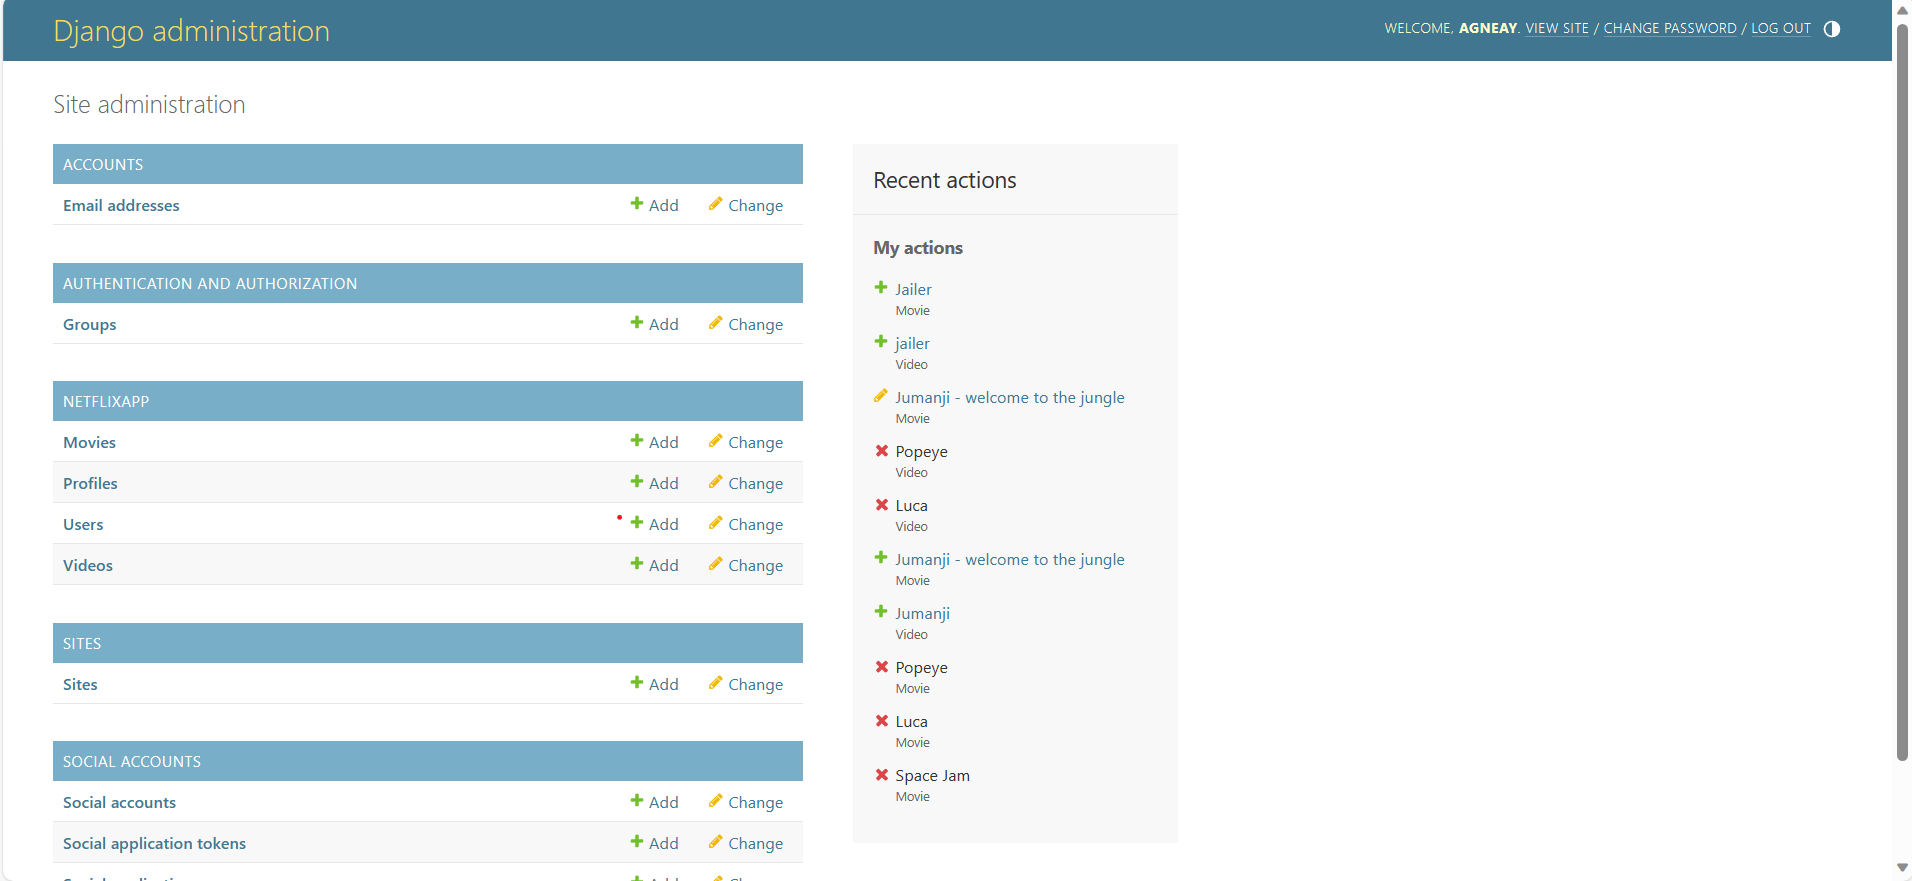 Django administration
WELCOME, AGNEAY. VIEW SITE / CHANGE PASSWORD / LOG OUT
Site administration
ACCOUNTS
Email addresses Add Change
AUTHENTICATION AND AUTHORIZATION
Groups Add Change
NETFLIXAPP
Movies Add Change
Profiles Add Change
Users Add Change
Videos Add Change
SITES
Sites Add Change
SOCIAL ACCOUNTS
Social accounts Add Change
Social application tokens Add Change
Recent actions
My actions
Jailer
Movie
jailer
Video
Jumanji - welcome to the jungle
Movie
Popeye
Video
Luca
Video
Jumanji - welcome to the jungle
Movie
Jumanji
Video
Popeye
Movie
Luca
Movie
Space Jam
Movie